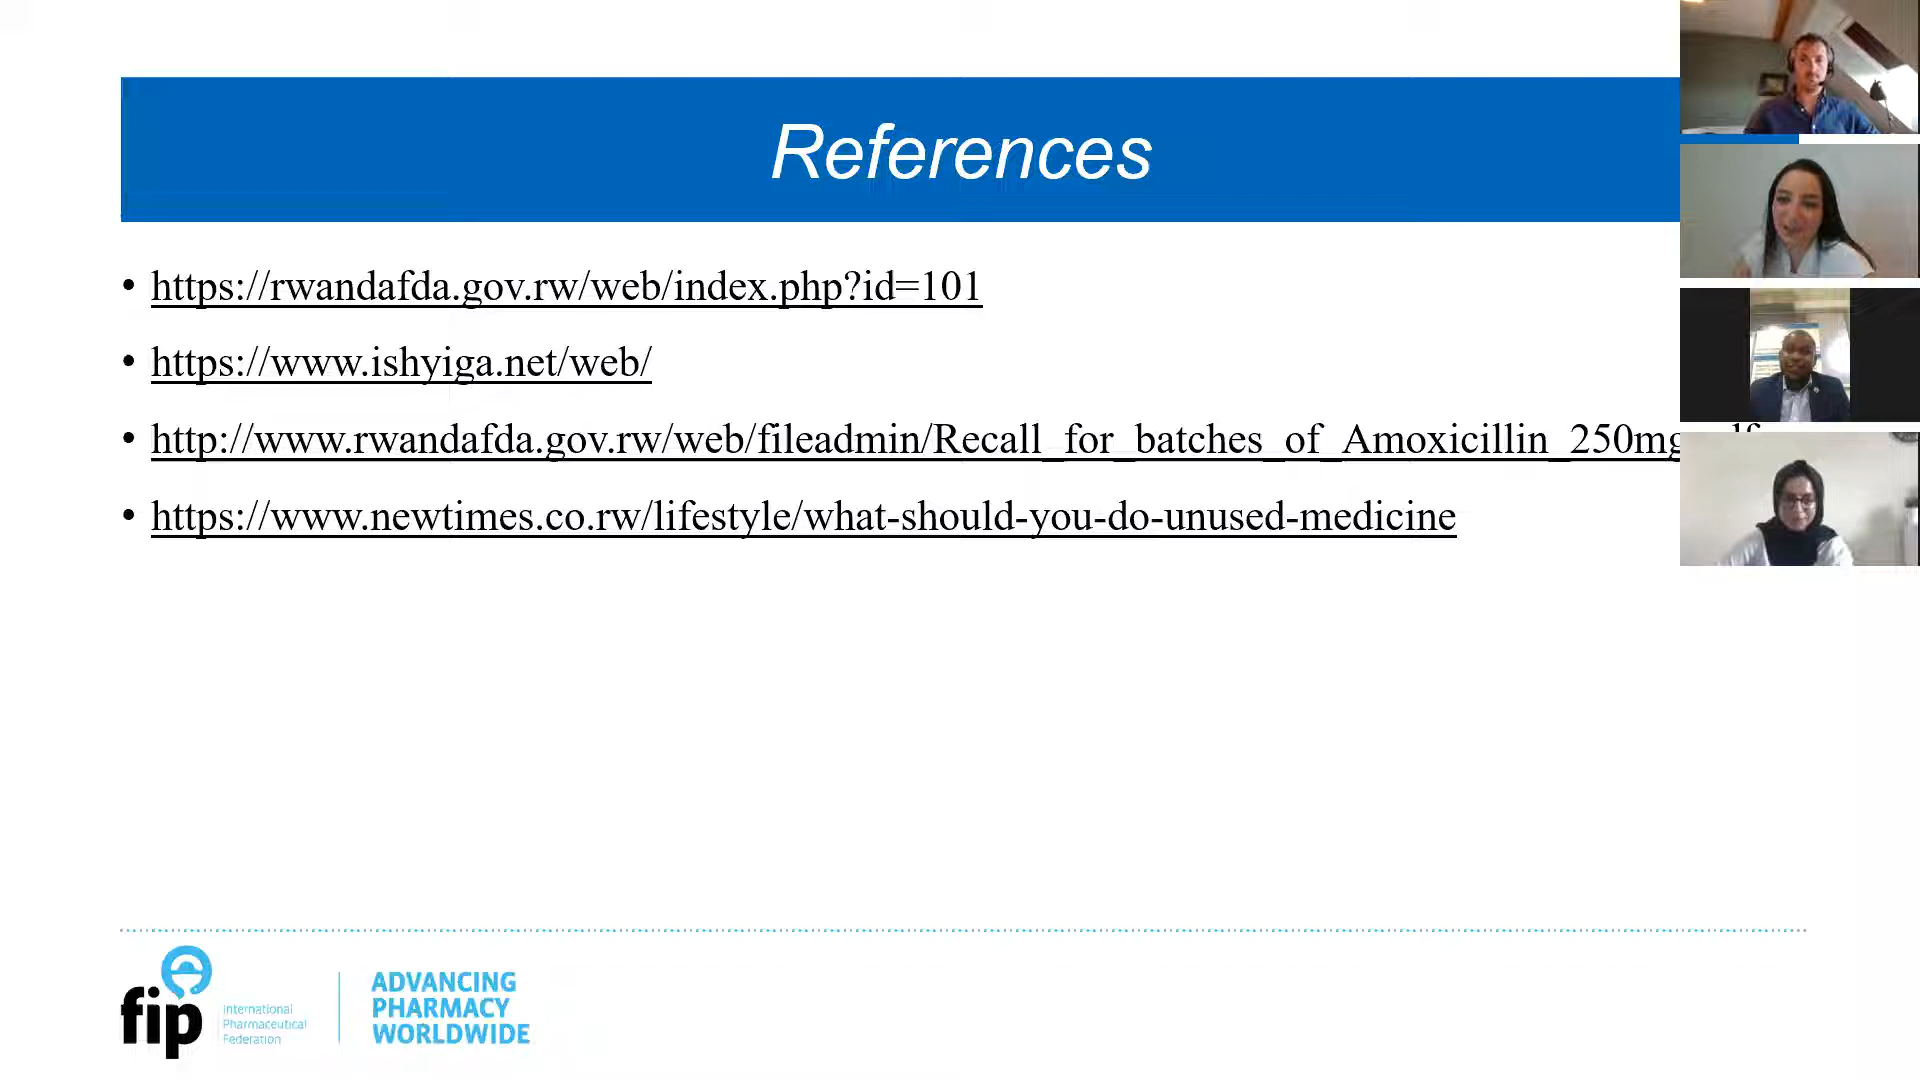 References
• https://rwandafda.gov.rw/web/index.php?id=101
• https://www.ishyiga.net/web/
• http://www.rwandafda.gov.rw/web/fileadmin/Recall_for_batches_of_Amoxicillin_250mg
• https://www.newtimes.co.rw/lifestyle/what-should-you-do-unused-medicine
fip
International
Pharmaceutical
Federation
ADVANCING
PHARMACY
WORLDWIDE